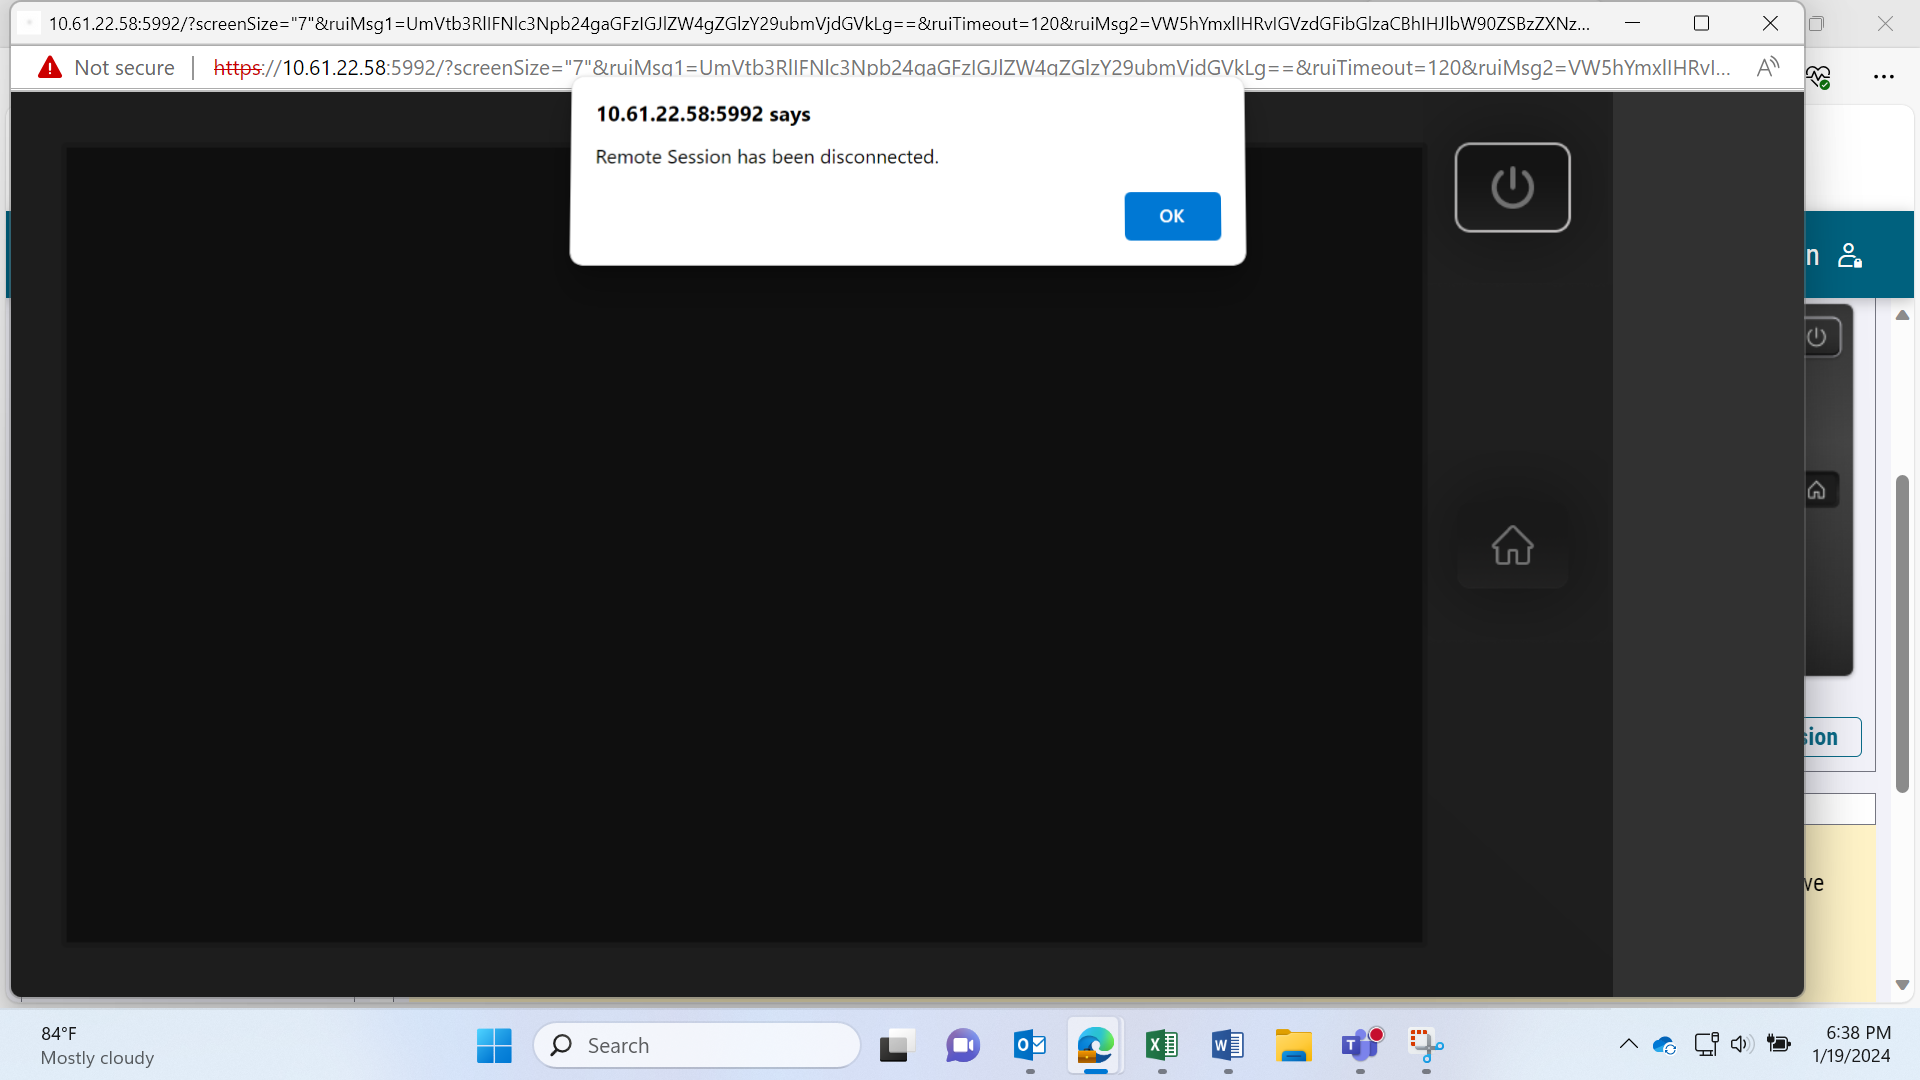 10.61.22.58:5992/?screenSize="7"&ruiMsg1=UmVtb3RlIFNlc3Npb24gaGFzIGJlZW4gZGlzY29ubmVjdGVkLg==&ruiTimeout=120&ruiMsg2=VW5hYmxlIHRvIGVzdGFibGlzaCBhIHJlbW90ZSBzZXNz...
Not secure
https://10.61.22.58:5992/?screenSize="7"&ruiMsg1=UmVtb3RlIFNlc3Npb24gaGFzIGJlZW4gZGlzY29ubmVjdGVkLg==&ruiTimeout=120&ruiMsg2=VW5hYmxlIHRvI...
10.61.22.58:5992 says
Remote Session has been disconnected.
OK
n
sion
ve
84°F
Mostly cloudy
Search
6:38 PM
1/19/2024